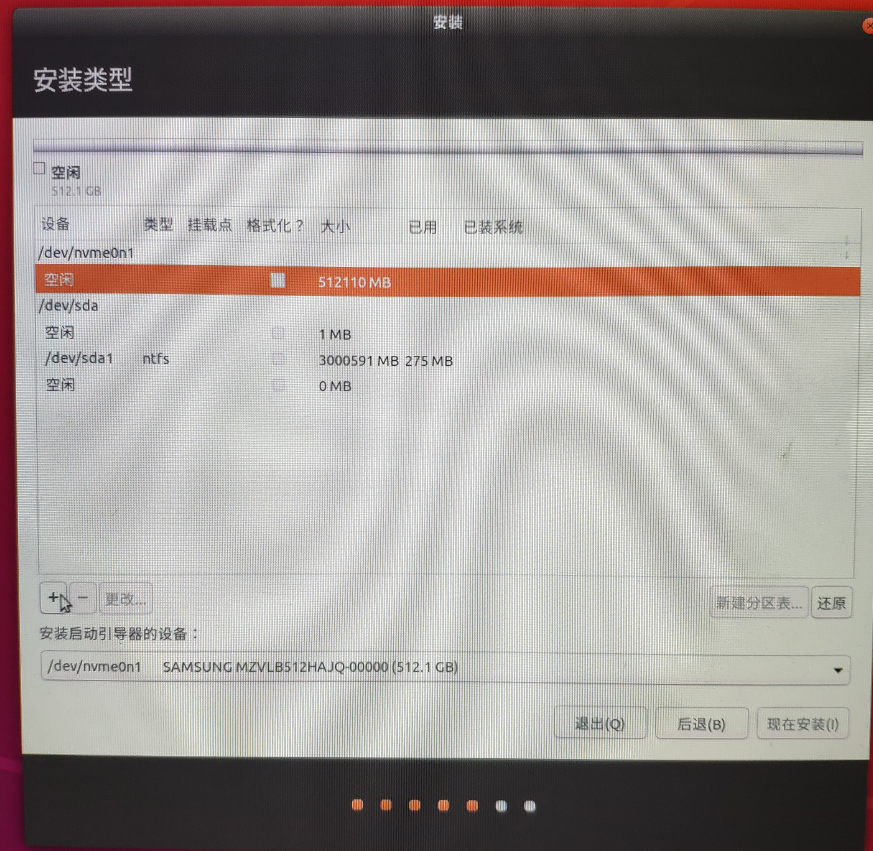 安装
安装类型
空闲
512.1 GB
设备 类型 挂载点 格式化？ 大小 已用 已装系统
/dev/nvme0n1
空闲 512110 MB
/dev/sda
空闲 1 MB
/dev/sda1 ntfs 3000591 MB 275 MB
空闲 0 MB
+ − 更改... 新建分区表... 还原
安装启动引导器的设备：
/dev/nvme0n1 SAMSUNG MZVLB512HAJQ-00000 (512.1 GB)
退出(Q) 后退(B) 现在安装(I)